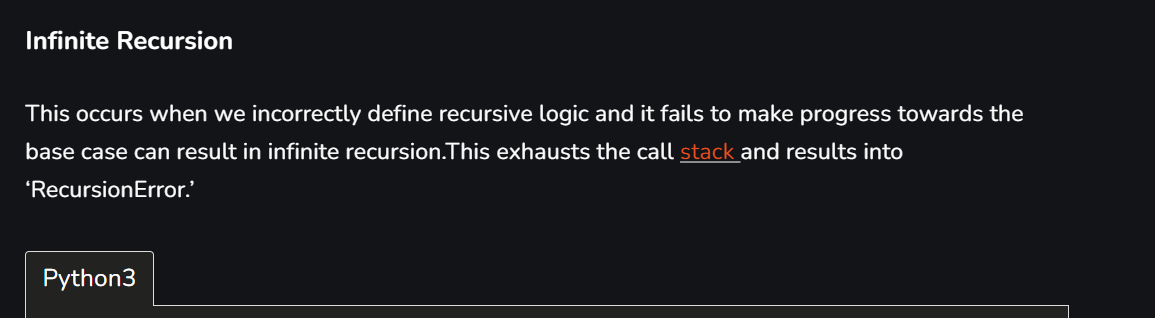 Infinite Recursion
This occurs when we incorrectly define recursive logic and it fails to make progress towards the
base case can result in infinite recursion.This exhausts the call stack and results into
‘RecursionError.’
Python3